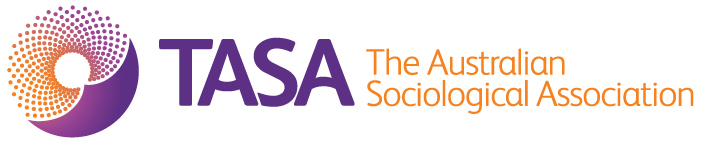 TASA
The Australian
Sociological Association